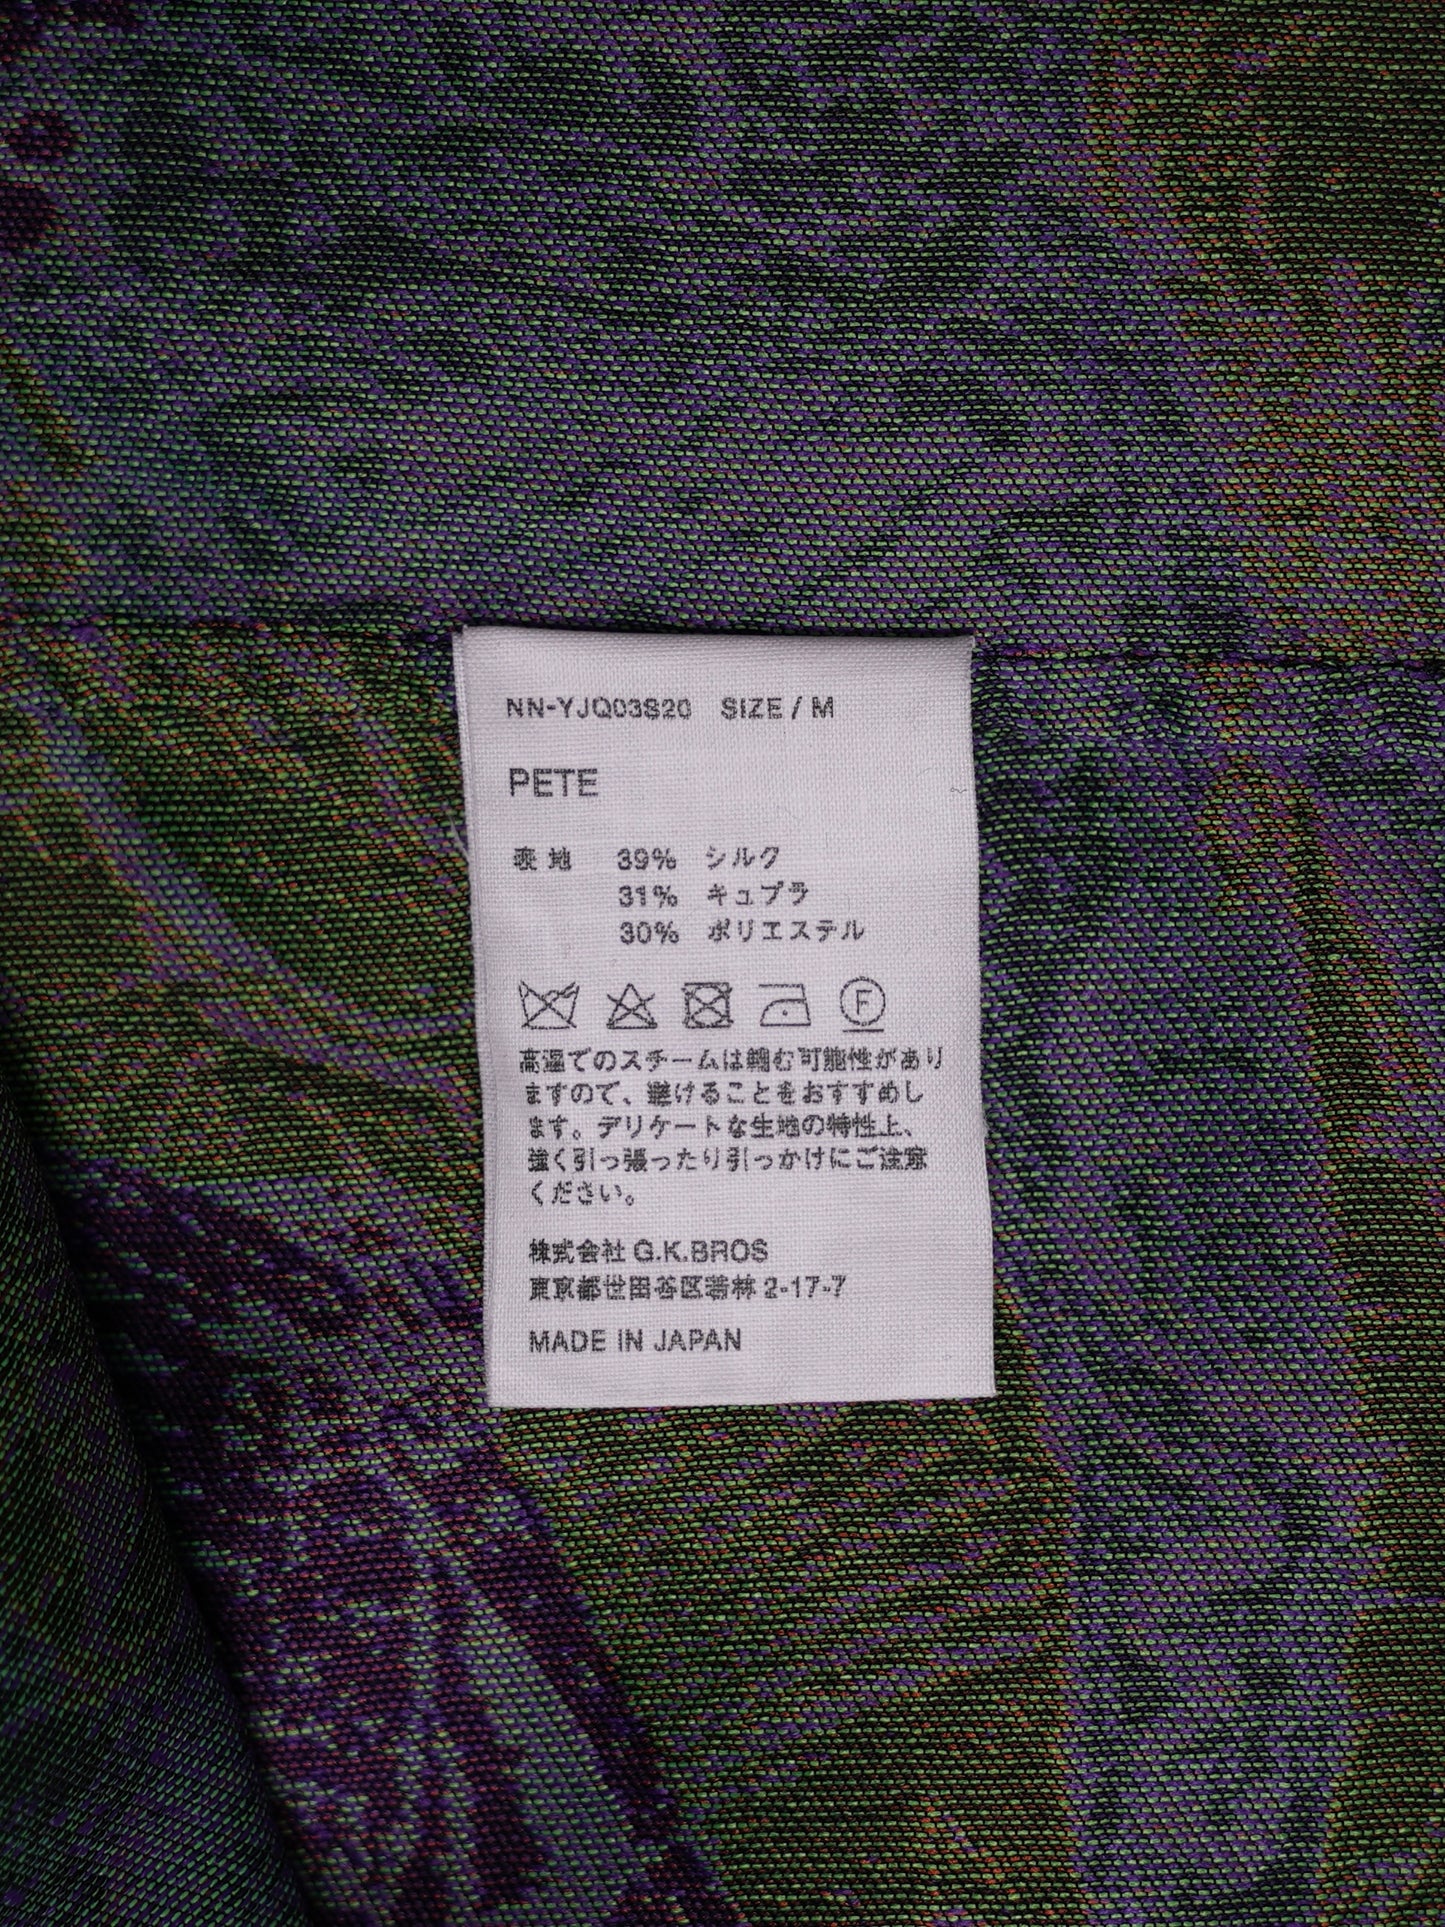 NN-YJQ03S20 SIZE / M
PETE
表地 39% シルク
31% キュプラ
30% ポリエステル
F
高温でのスチームは縮む可能性があり
ますので、避けることをおすすめし
ます。デリケートな生地の特性上、
強く引っ張ったり引っかけにご注意
ください。
株式会社 G.K.BROS
東京都世田谷区若林 2-17-7
MADE IN JAPAN